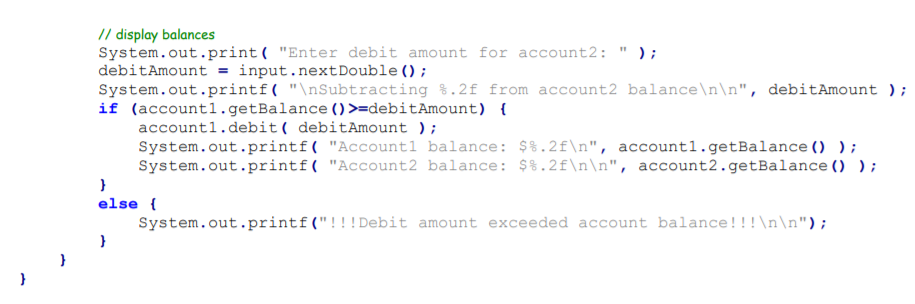 // display balances
System.out.print( "Enter debit amount for account2: " );
debitAmount = input.nextDouble();
System.out.printf( "\nSubtracting %.2f from account2 balance\n\n", debitAmount );
if (account1.getBalance()>=debitAmount) {
account1.debit( debitAmount );
System.out.printf( "Account1 balance: $%.2f\n", account1.getBalance() );
System.out.printf( "Account2 balance: $%.2f\n\n", account2.getBalance() );
}
else {
System.out.printf("!!!Debit amount exceeded account balance!!!\n\n");
}
}
}